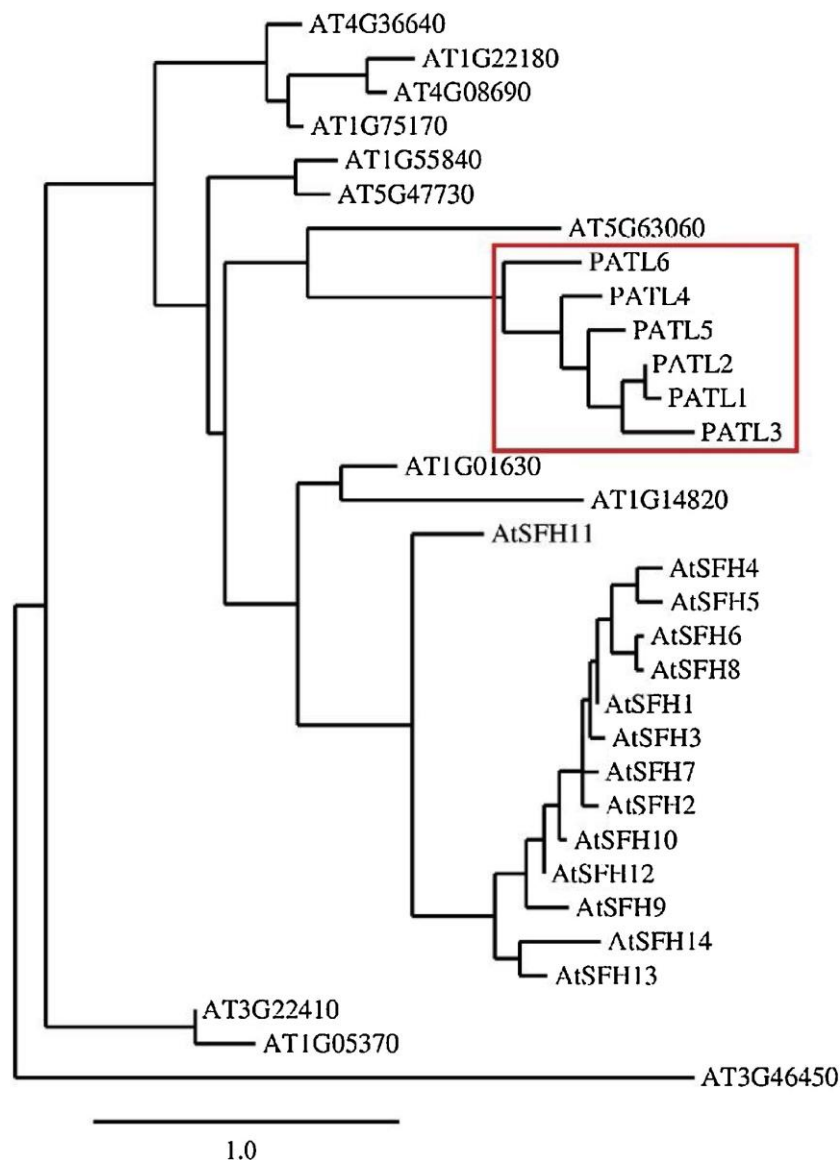 AT4G36640
AT1G22180
AT4G08690
AT1G75170
AT1G55840
AT5G47730
AT5G63060
PATL6
PATL4
PATL5
PATL2
PATL1
PATL3
AT1G01630
AT1G14820
AtSFH11
AtSFH4
AtSFH5
AtSFH6
AtSFH8
AtSFH1
AtSFH3
AtSFH7
AtSFH2
AtSFH10
AtSFH12
AtSFH9
AtSFH14
AtSFH13
AT3G22410
AT1G05370
AT3G46450
1.0